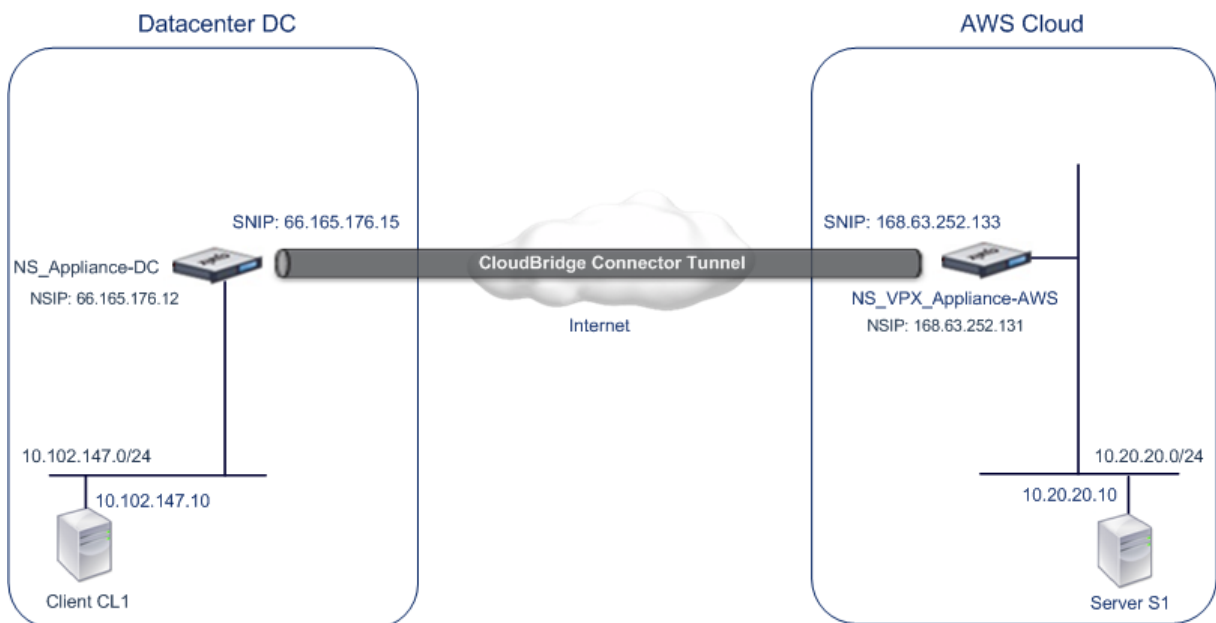 Datacenter DC
AWS Cloud
SNIP: 66.165.176.15
SNIP: 168.63.252.133
CloudBridge Connector Tunnel
NS_Appliance-DC
NSIP: 66.165.176.12
NS_VPX_Appliance-AWS
NSIP: 168.63.252.131
Internet
10.102.147.0/24
10.20.20.0/24
10.102.147.10
10.20.20.10
Client CL1
Server S1